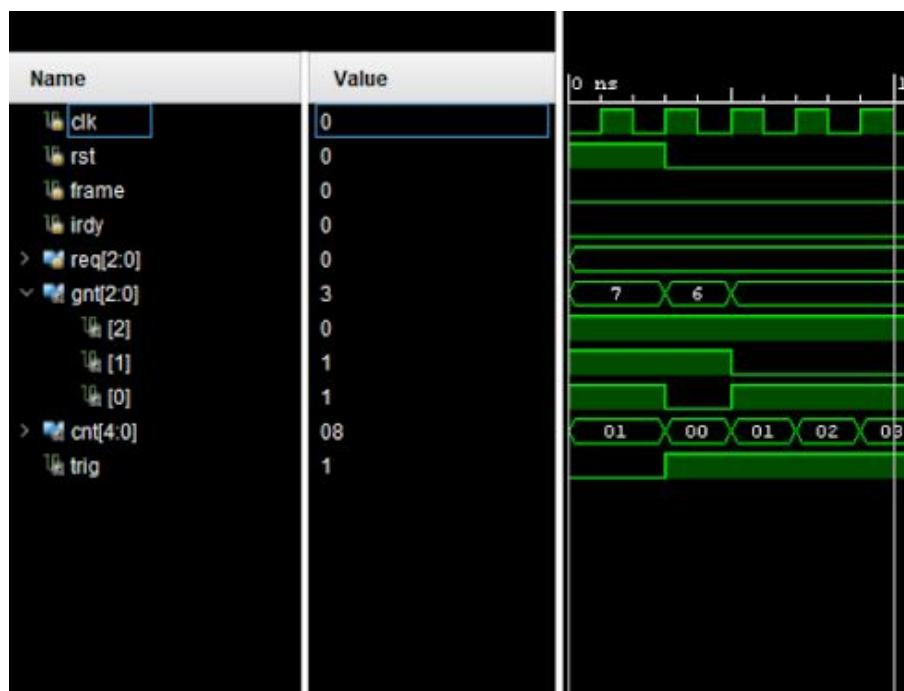 Name Value 0 ns 1
clk 0
rst 0
frame 0
irdy 0
> req[2:0] 0
gnt[2:0] 3 7 6
[2] 0
[1] 1
[0] 1
> cnt[4:0] 08 01 00 01 02 03
trig 1